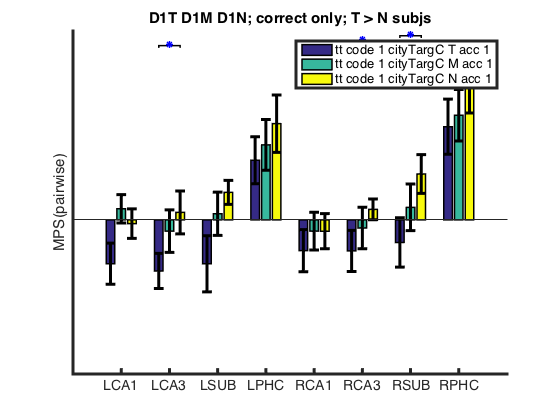 D1T D1M D1N; correct only; T > N subjs
tt code 1 cityTargC T acc 1
tt code 1 cityTargC M acc 1
tt code 1 cityTargC N acc 1
MPS(pairwise)
LCA1 LCA3 LSUB LPHC RCA1 RCA3 RSUB RPHC